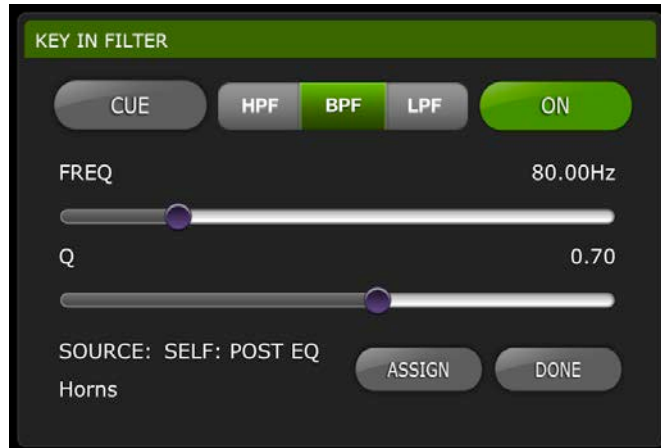 KEY IN FILTER
CUE HPF BPF LPF ON
FREQ 80.00Hz
Q 0.70
SOURCE: SELF: POST EQ
Horns
ASSIGN DONE